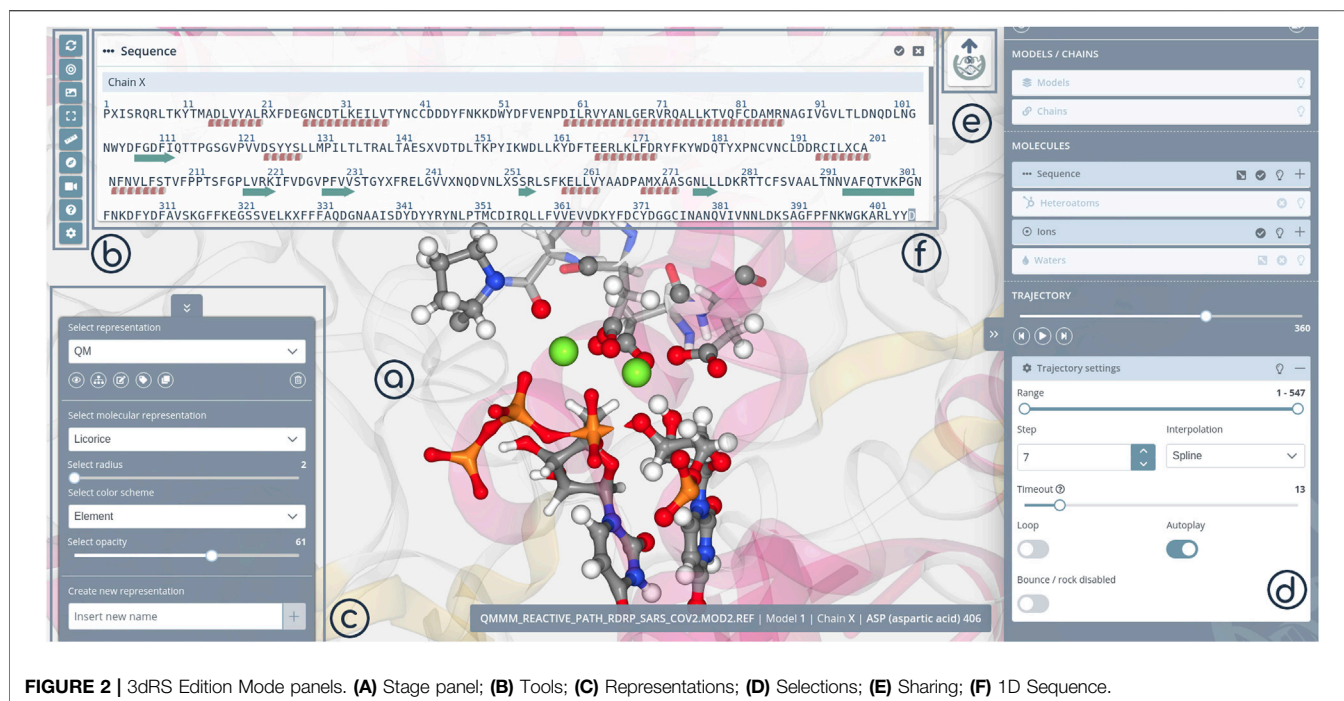 ••• Sequence
Chain X
1 11 21 31 41 51 61 71 81 91 101
PXISRQRLTKYTMADLVYALRXFDEGNCDTLKEILVTYNCCDDDYFNKKDWYDFVENPDILRVYANLGERVRQALLKTVQFCDAMRNAGIVGVLTLDNQDLNG
111 121 131 141 151 161 171 181 191 201
NWYDFGDFIQTTPGSGVPVVDSYYSLLMPILTLTRALTAESXVDTDLTKPYIKWDLLKYDFTEERLKLFDRYFKYWDQTYXPNCVNCLDDRCILXCA
211 221 231 241 251 261 271 281 291 301
NFNVLFSTVFPPTSFGPLVRKIFVDGVPFVVSTGYXFRELGVVXNQDVNLXSSRLSFKELLVYAADPAMXAASGNLLLDKRTTCFSVAALTNNVAFQTVKPGN
311 321 331 341 351 361 371 381 391 401
FNKDFYDFAVSKGFFKEGSSVELKXFFFAQDGNAAISDYDYYRYNLPTMCDIRQLLFVVEVVDKYFDCYDGGCINANQVIVNNLDKSAGFPFNKWGKARLYYD
b
f
e
a
Select representation
QM
Select molecular representation
Licorice
Select radius 2
Select color scheme
Element
Select opacity 61
Create new representation
Insert new name +
c
QMMM_REACTIVE_PATH_RDRP_SARS_COV2.MOD2.REF | Model 1 | Chain X | ASP (aspartic acid) 406
MODELS / CHAINS
Models
Chains
MOLECULES
••• Sequence
Heteroatoms
Ions
Waters
TRAJECTORY
360
Trajectory settings
Range 1 - 547
Step Interpolation
7 Spline
Timeout 13
Loop Autoplay
Bounce / rock disabled
d
FIGURE 2 | 3dRS Edition Mode panels. (A) Stage panel; (B) Tools; (C) Representations; (D) Selections; (E) Sharing; (F) 1D Sequence.